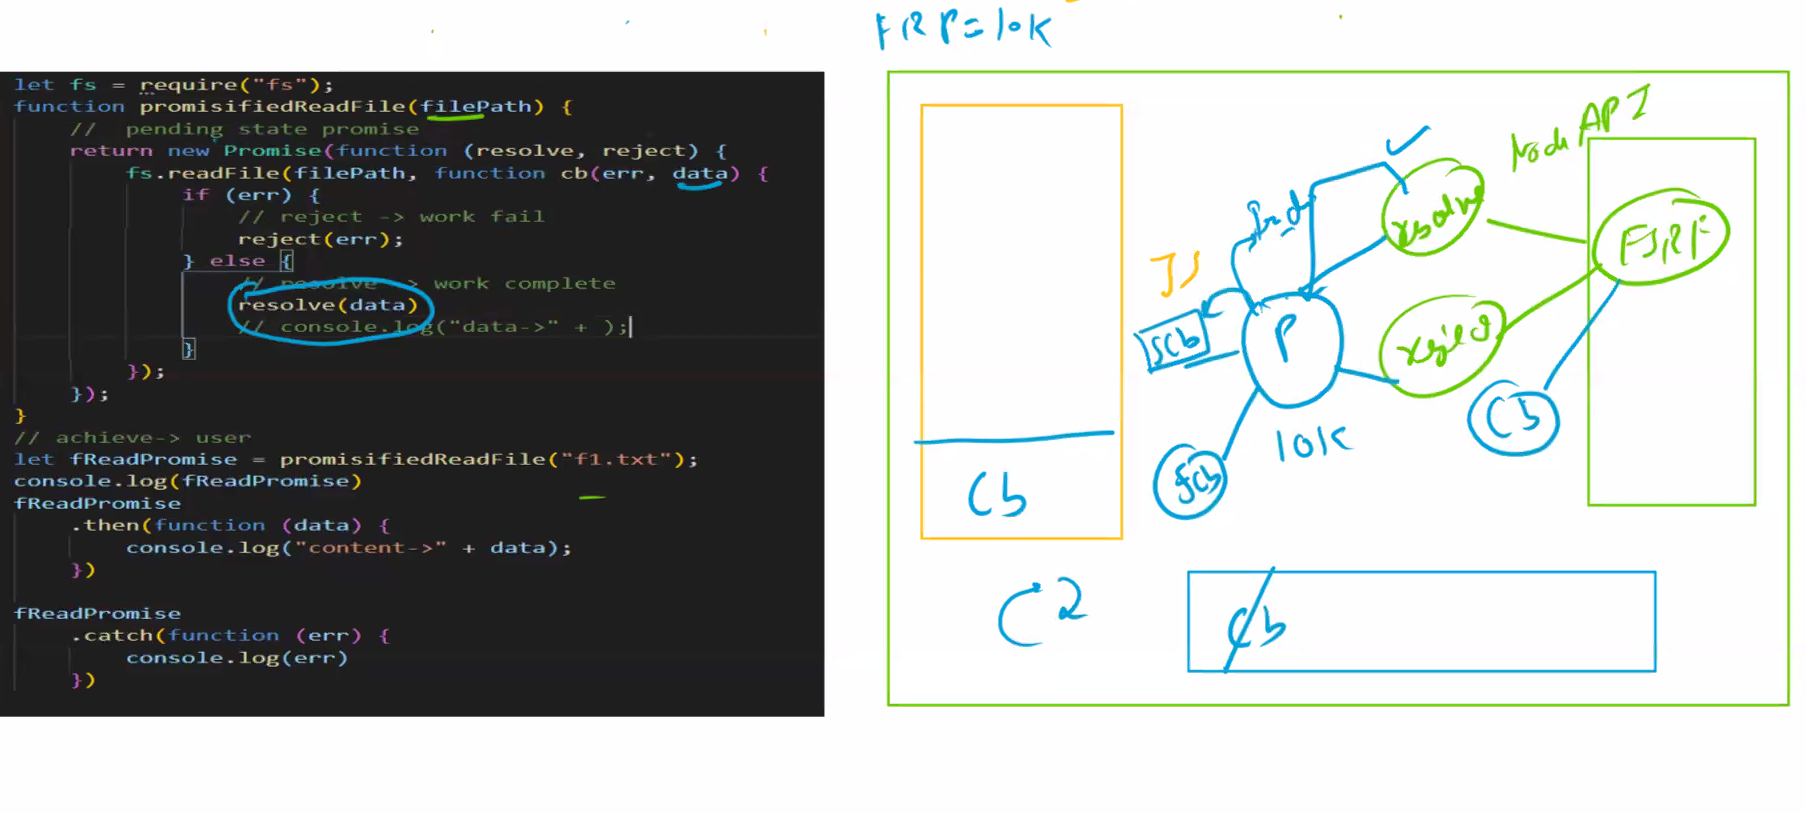 FRP=10K
let fs = require("fs");
function promisifiedReadFile(filePath) {
//  pending state promise
return new Promise(function (resolve, reject) {
fs.readFile(filePath, function cb(err, data) {
if (err) {
// reject -> work fail
reject(err);
} else {
// resolve -> work complete
resolve(data)
// console.log("data->" + );
}
});
});
}
// achieve-> user
let fReadPromise = promisifiedReadFile("f1.txt");
console.log(fReadPromise)
fReadPromise
.then(function (data) {
console.log("content->" + data);
})
fReadPromise
.catch(function (err) {
console.log(err)
})
Node API
resolve
FSRF
JS
scb
P
reject
Cb
10K
fcb
Cb
2
Cb